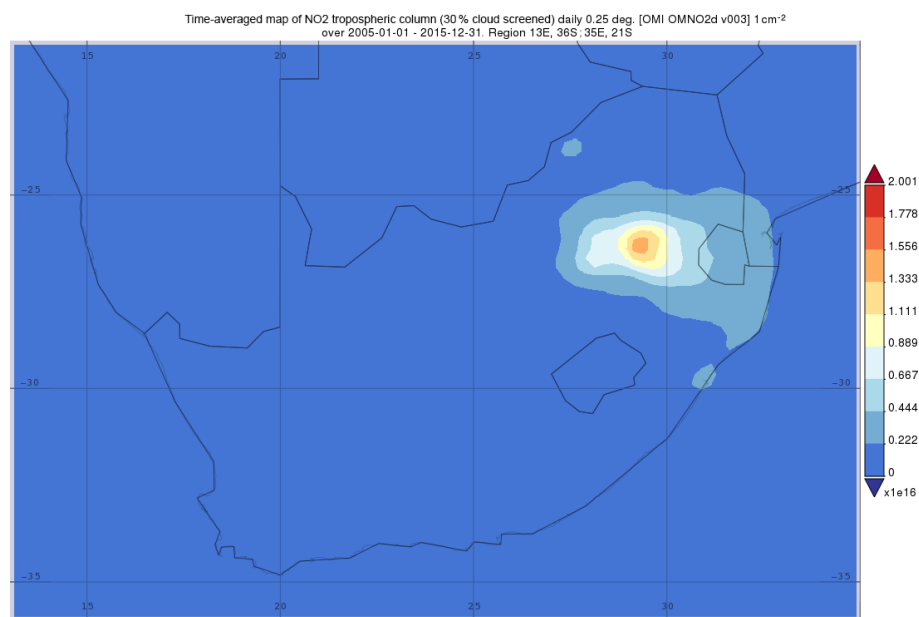 Time-averaged map of NO2 tropospheric column (30 % cloud screened) daily 0.25 deg. [OMI OMNO2d v003] 1 cm-2
over 2005-01-01 - 2015-12-31. Region 13E, 36S; 35E, 21S
15 20 25 30
-25 -25
-30 -30
-35 -35
15 20 25 30
2.001
1.778
1.556
1.333
1.111
0.889
0.667
0.444
0.222
0
x1e16